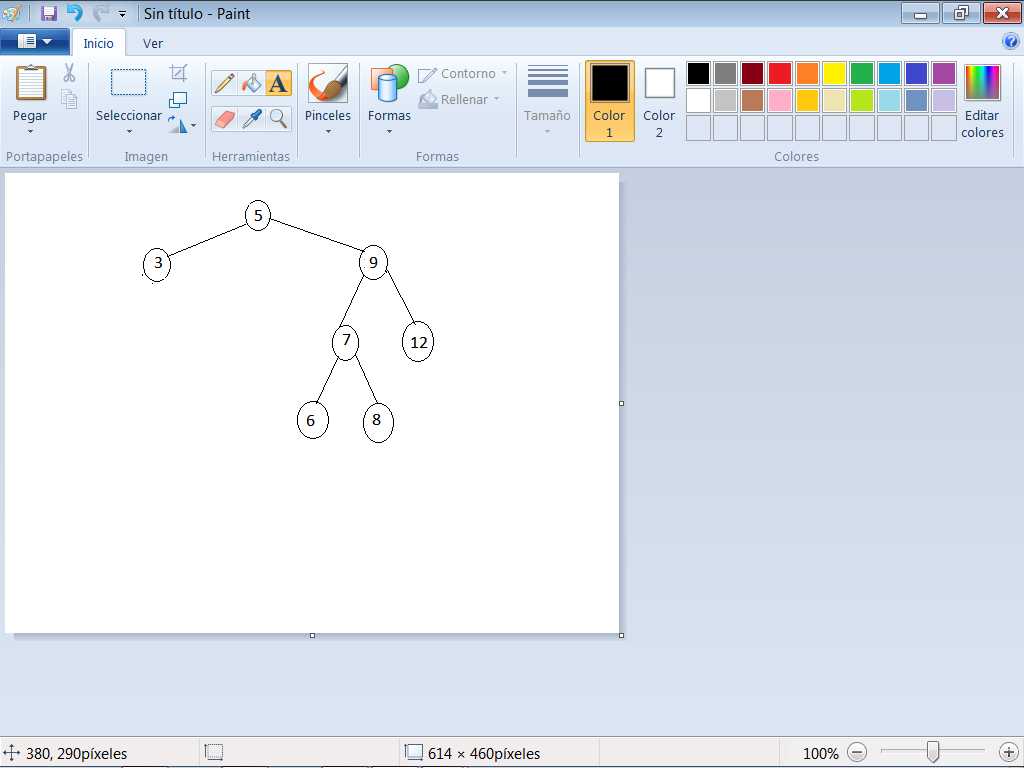 Sin título - Paint
Inicio Ver
Pegar
Seleccionar
A
Pinceles
Formas
Contorno
Rellenar
Tamaño
Color 1
Color 2
Editar colores
Portapapeles
Imagen
Herramientas
Formas
Colores
5
3
9
7
12
6
8
380, 290píxeles
614 × 460píxeles
100%